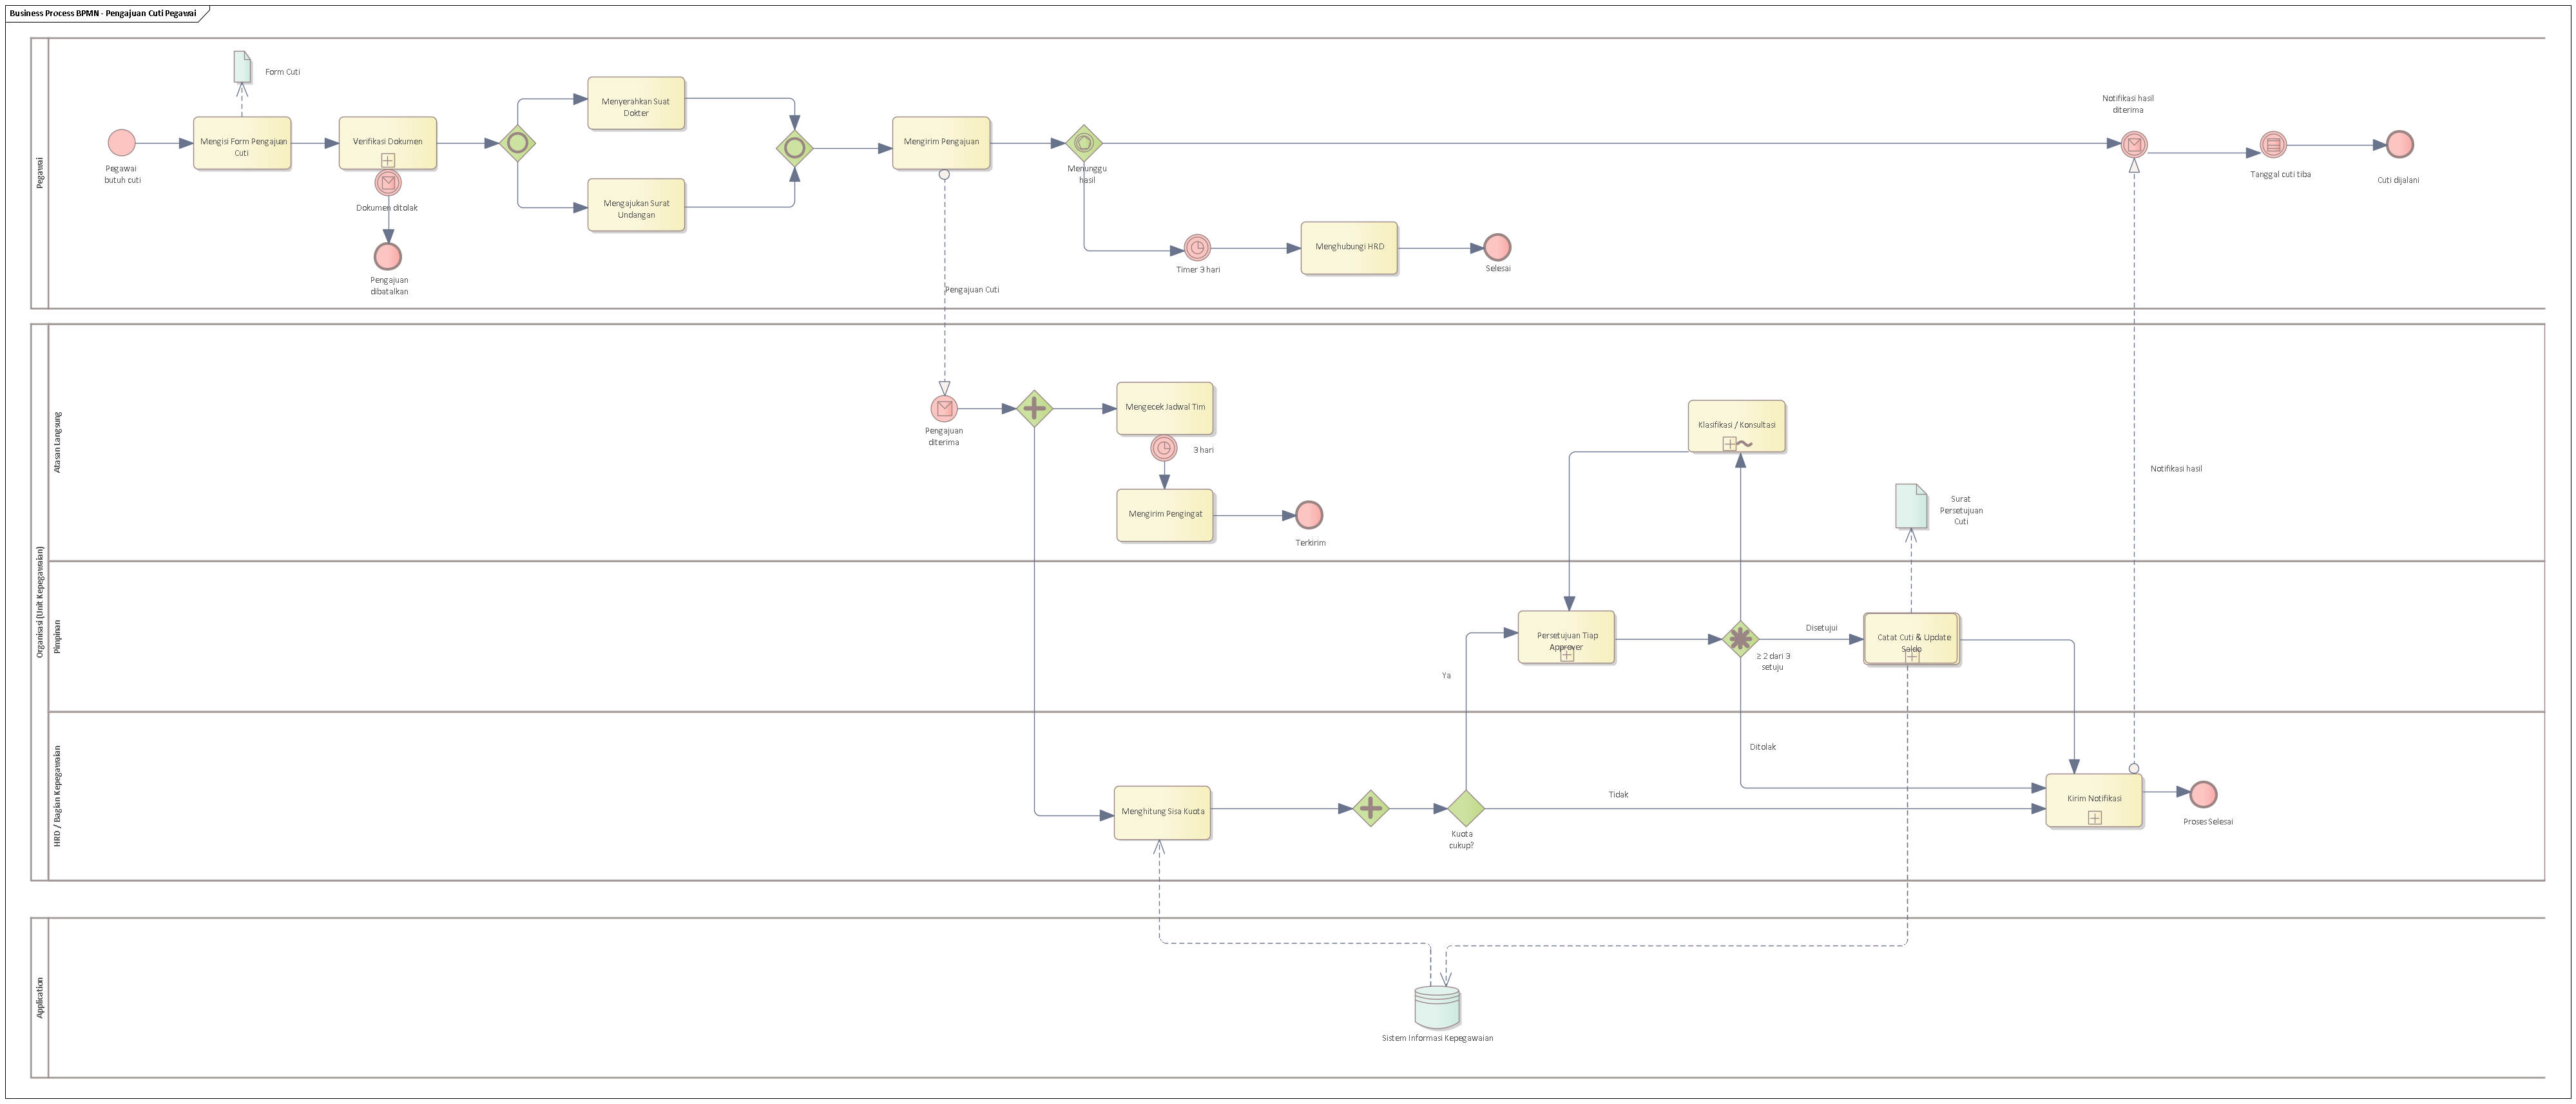 Business Process BPMN - Pengajuan Cuti Pegawai
Pegawai
Form Cuti
Pegawai
butuh cuti
Mengisi Form Pengajuan
Cuti
Verifikasi Dokumen
Dokumen ditolak
Pengajuan
dibatalkan
Menyerahkan Suat
Dokter
Mengajukan Surat
Undangan
Mengirim Pengajuan
Menunggu
hasil
Timer 3 hari
Menghubungi HRD
Selesai
Notifikasi hasil
diterima
Tanggal cuti tiba
Cuti dijalani
Pengajuan Cuti
Organisasi (Unit Kepegawaian)
Atasan Langsung
Pengajuan
diterima
Mengecek Jadwal Tim
3 hari
Mengirim Pengingat
Terkirim
Klasifikasi / Konsultasi
Surat
Persetujuan
Cuti
Notifikasi hasil
Pimpinan
Persetujuan Tiap
Approver
≥ 2 dari 3
setuju
Disetujui
Catat Cuti & Update
Saldo
Ya
HRD / Bagian Kepegawaian
Ditolak
Menghitung Sisa Kuota
Kuota
cukup?
Tidak
Kirim Notifikasi
Proses Selesai
Application
Sistem Informasi Kepegawaian